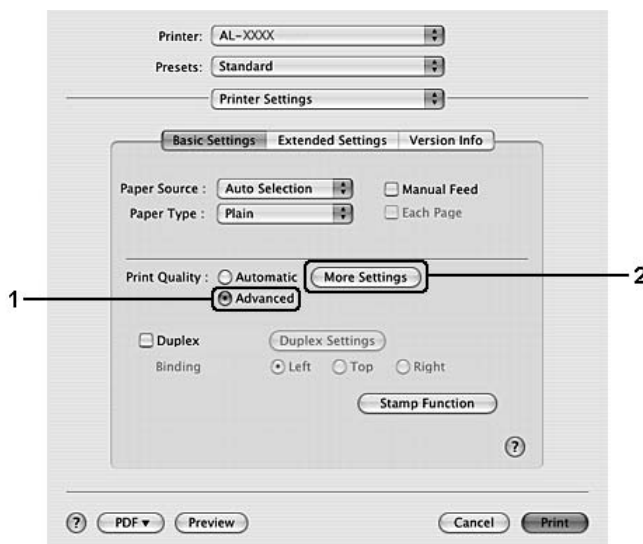 Printer: AL-XXXX
Presets: Standard
Printer Settings
Basic Settings Extended Settings Version Info
Paper Source : Auto Selection Manual Feed
Paper Type : Plain Each Page
Print Quality : Automatic More Settings 2
1 Advanced
Duplex Duplex Settings
Binding Left Top Right
Stamp Function
?
? PDF Preview Cancel Print